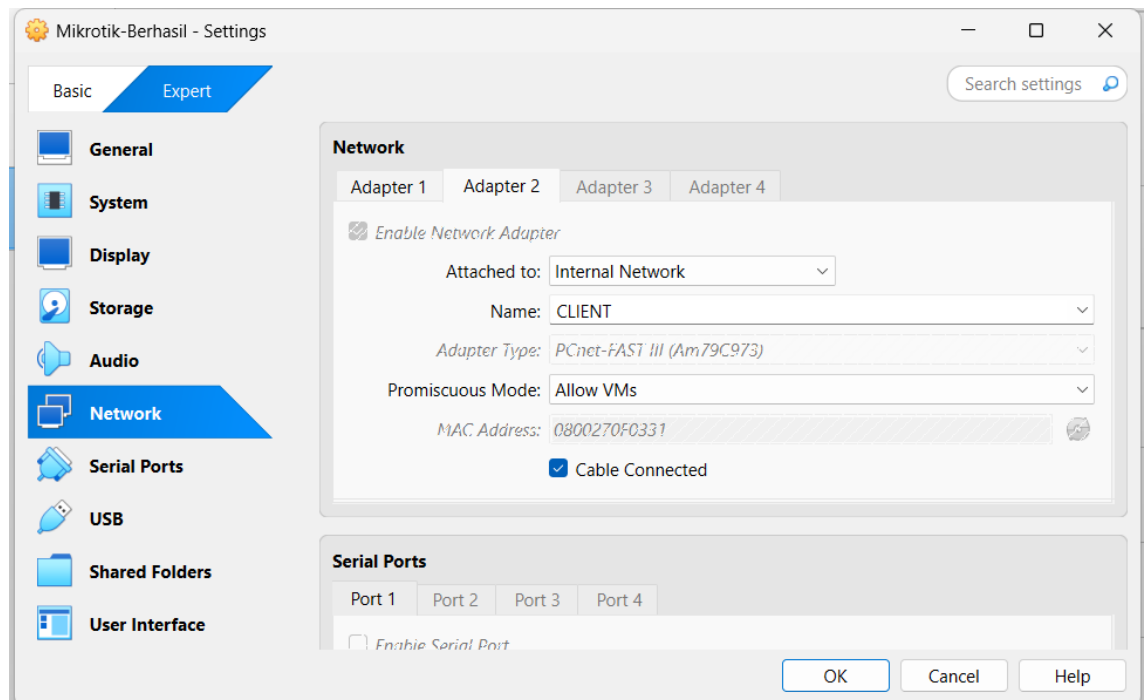 Mikrotik-Berhasil - Settings
Basic Expert
Search settings
General
System
Display
Storage
Audio
Network
Serial Ports
USB
Shared Folders
User Interface
Network
Adapter 1 Adapter 2 Adapter 3 Adapter 4
Enable Network Adapter
Attached to: Internal Network
Name: CLIENT
Adapter Type: PCnet-FAST III (Am79C973)
Promiscuous Mode: Allow VMs
MAC Address:
Cable Connected
Serial Ports
Port 1 Port 2 Port 3 Port 4
Enable Serial Port
OK Cancel Help